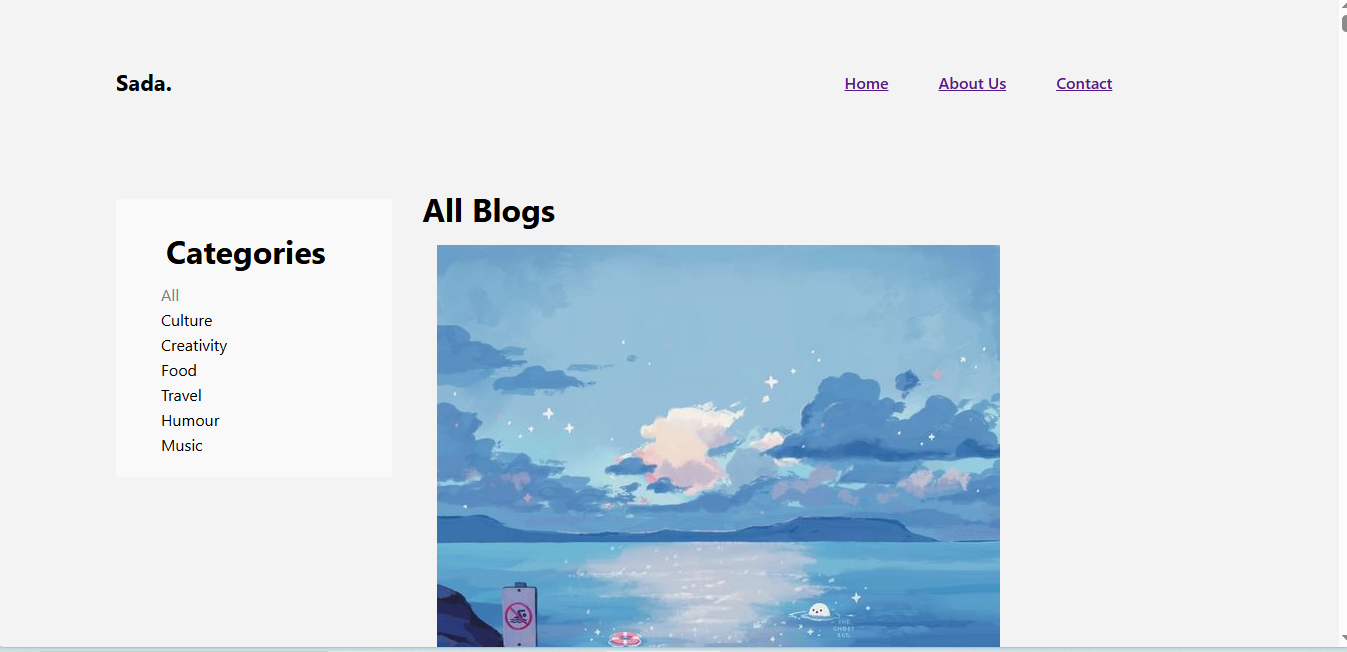 Sada.
Home About Us Contact
Categories
All
Culture
Creativity
Food
Travel
Humour
Music
All Blogs
THE
GHOST
EGG